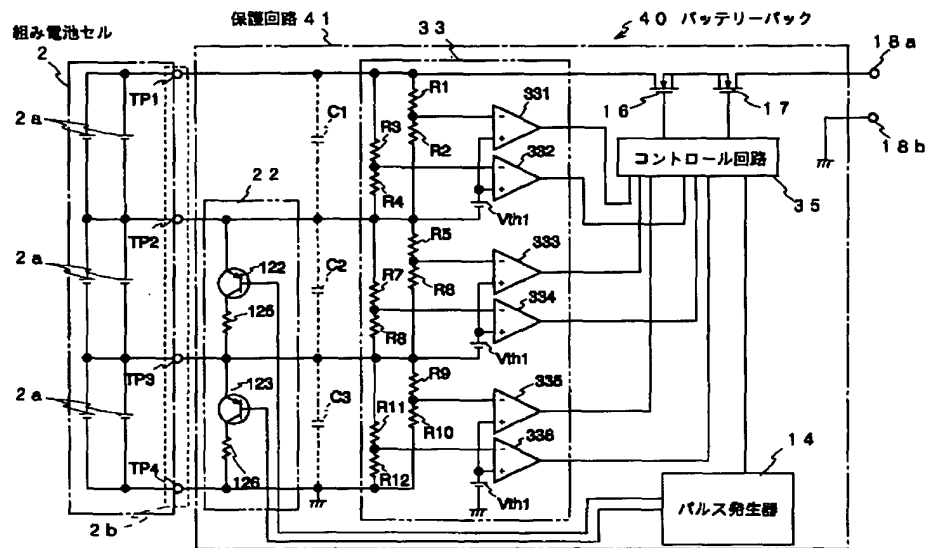 保護回路 41
33
40 バッテリーパック
組み電池セル
2
18a
TP1
R1
331
16
17
2a
C1
R3
R2
332
18b
コントロール回路
R4
22
35
Vth1
TP2
R5
333
122
C2
R7
R6
2a
125
334
R8
TP3
Vth1
123
R9
335
2a
C3
R11
R10
336
14
TP4
126
R12
Vth1
パルス発生器
2b